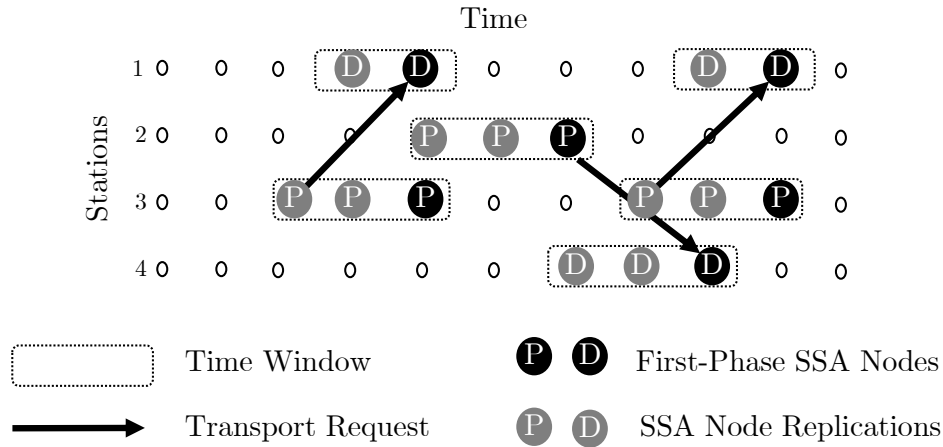 Time
1 D D D D
2 P P P
Stations
3 P P P P P P
4 D D D
Time Window P D First-Phase SSA Nodes
Transport Request P D SSA Node Replications